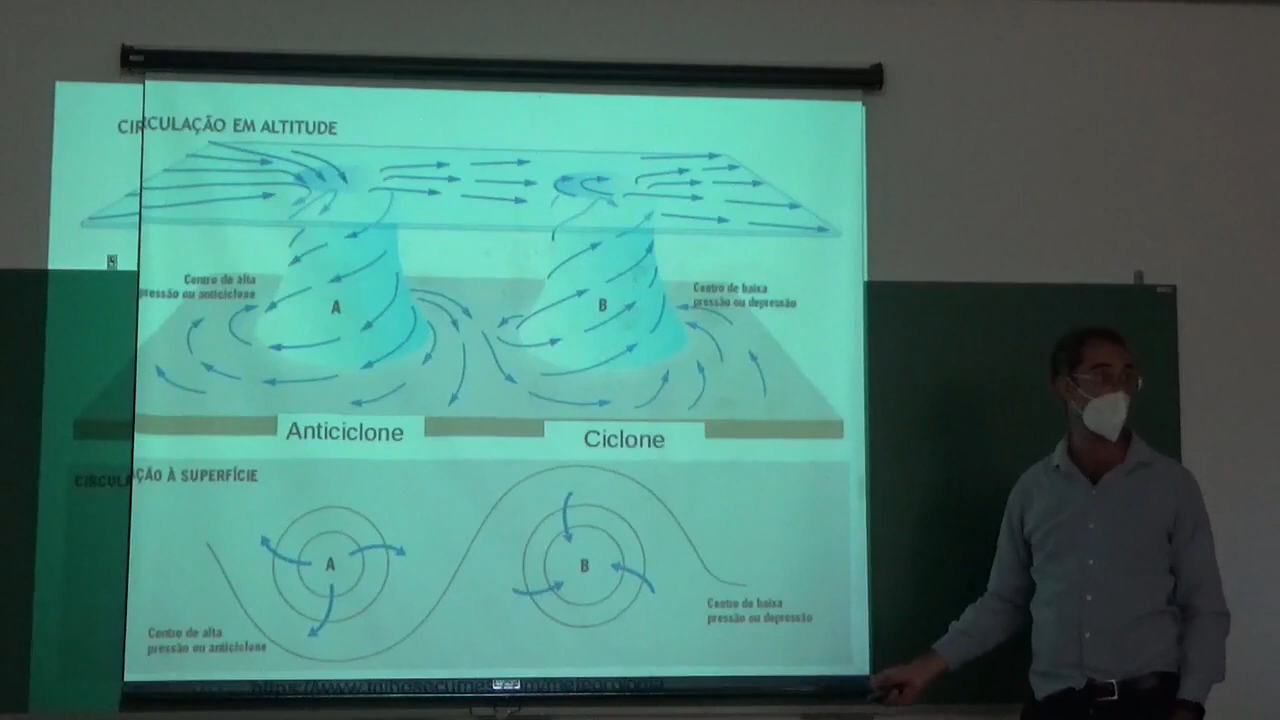 CIRCULAÇÃO EM ALTITUDE
Centro de alta
pressão ou anticiclone
A
B
Centro de baixa
pressão ou depressão
Anticiclone
Ciclone
CIRCULAÇÃO À SUPERFÍCIE
A
B
Centro de alta
pressão ou anticiclone
Centro de baixa
pressão ou depressão